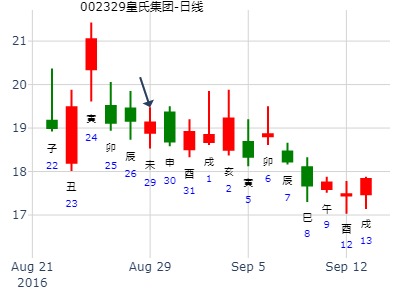 002329皇氏集团-日线
21
20
19
18
17
子
22
丑
23
寅
24
卯
25
辰
26
未
29
申
30
酉
31
戌
1
亥
2
寅
5
卯
6
辰
7
巳
8
午
9
酉
12
戌
13
Aug 21
2016
Aug 29
Sep 5
Sep 12